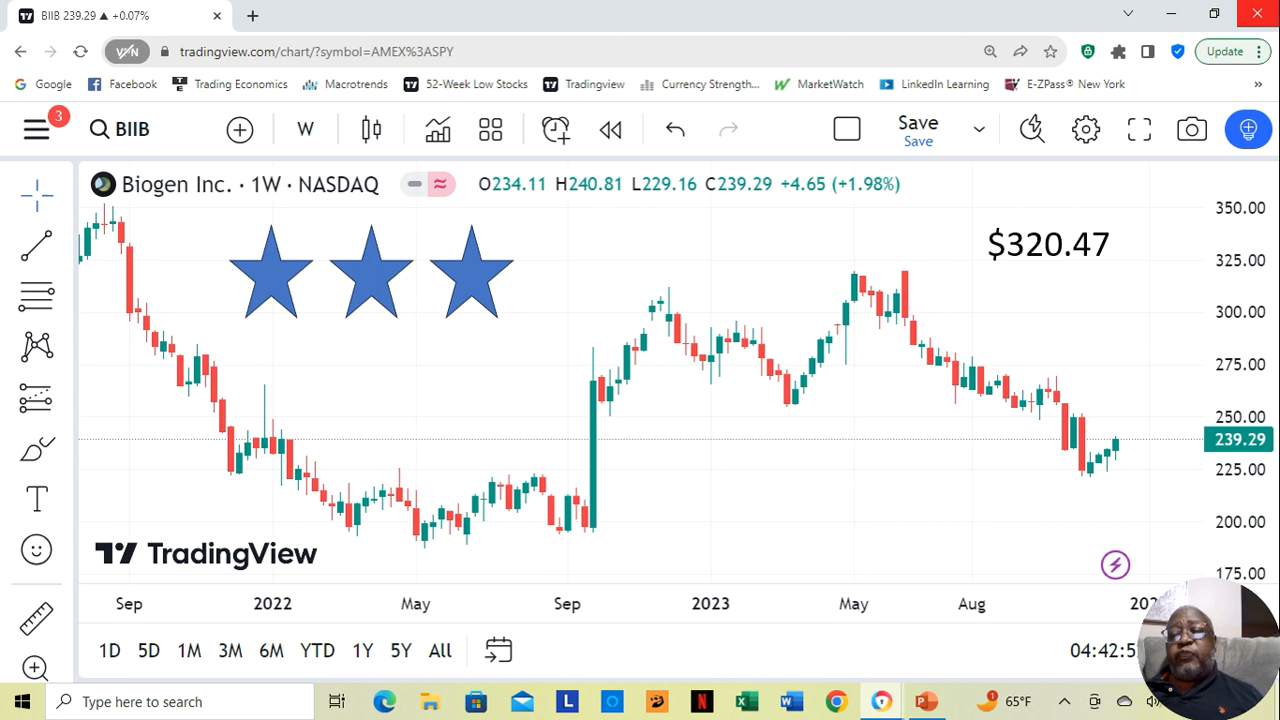 BIIB 239.29 ▲ +0.07%
tradingview.com/chart/?symbol=AMEX%3ASPY
Update
Google Facebook Trading Economics Macrotrends 52-Week Low Stocks Tradingview Currency Strength... MarketWatch LinkedIn Learning E-ZPass® New York »
3
BIIB W Save
Save
Biogen Inc. · 1W · NASDAQ O234.11 H240.81 L229.16 C239.29 +4.65 (+1.98%)
350.00
$320.47
325.00
300.00
275.00
250.00
239.29
225.00
200.00
TradingView
175.00
Sep 2022 May Sep 2023 May Aug
1D 5D 1M 3M 6M YTD 1Y 5Y All
Type here to search
1
65°F